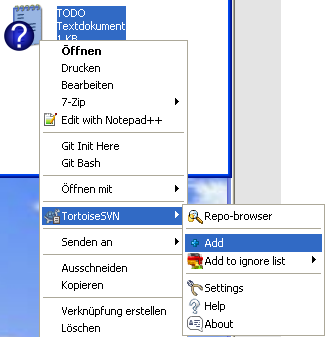 TODO
Textdokument
1 KB
Öffnen
Drucken
Bearbeiten
7-Zip
Edit with Notepad++
Git Init Here
Git Bash
Öffnen mit
TortoiseSVN
Senden an
Ausschneiden
Kopieren
Verknüpfung erstellen
Löschen
Repo-browser
Add
Add to ignore list
Settings
Help
About